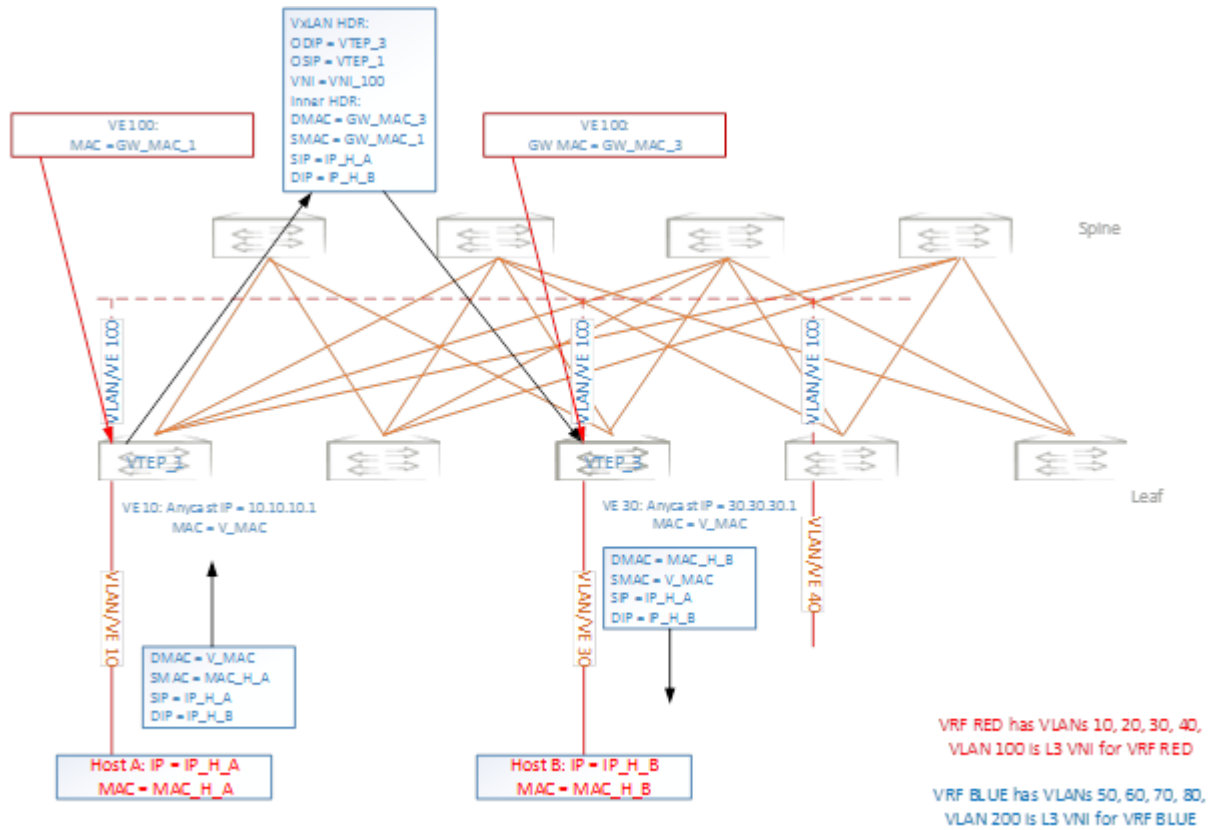 VxLAN HDR:
ODIP = VTEP_3
OSIP = VTEP_1
VNI = VNI_100
Inner HDR:
DMAC = GW_MAC_3
SMAC = GW_MAC_1
SIP = IP_H_A
DIP = IP_H_B
VE 100:
MAC = GW_MAC_1
VE 100:
GW MAC = GW_MAC_3
Spine
VLAN/VE 100
VLAN/VE 100
VLAN/VE 100
VTEP_1
VTEP_3
Leaf
VE 10: Anycast IP = 10.10.10.1
MAC = V_MAC
VE 30: Anycast IP = 30.30.30.1
MAC = V_MAC
VLAN/VE 10
VLAN/VE 30
VLAN/VE 40
DMAC = MAC_H_B
SMAC = V_MAC
SIP = IP_H_A
DIP = IP_H_B
DMAC = V_MAC
SMAC = MAC_H_A
SIP = IP_H_A
DIP = IP_H_B
Host A: IP = IP_H_A
MAC = MAC_H_A
Host B: IP = IP_H_B
MAC = MAC_H_B
VRF RED has VLANs 10, 20, 30, 40,
VLAN 100 is L3 VNI for VRF RED
VRF BLUE has VLANs 50, 60, 70, 80,
VLAN 200 is L3 VNI for VRF BLUE